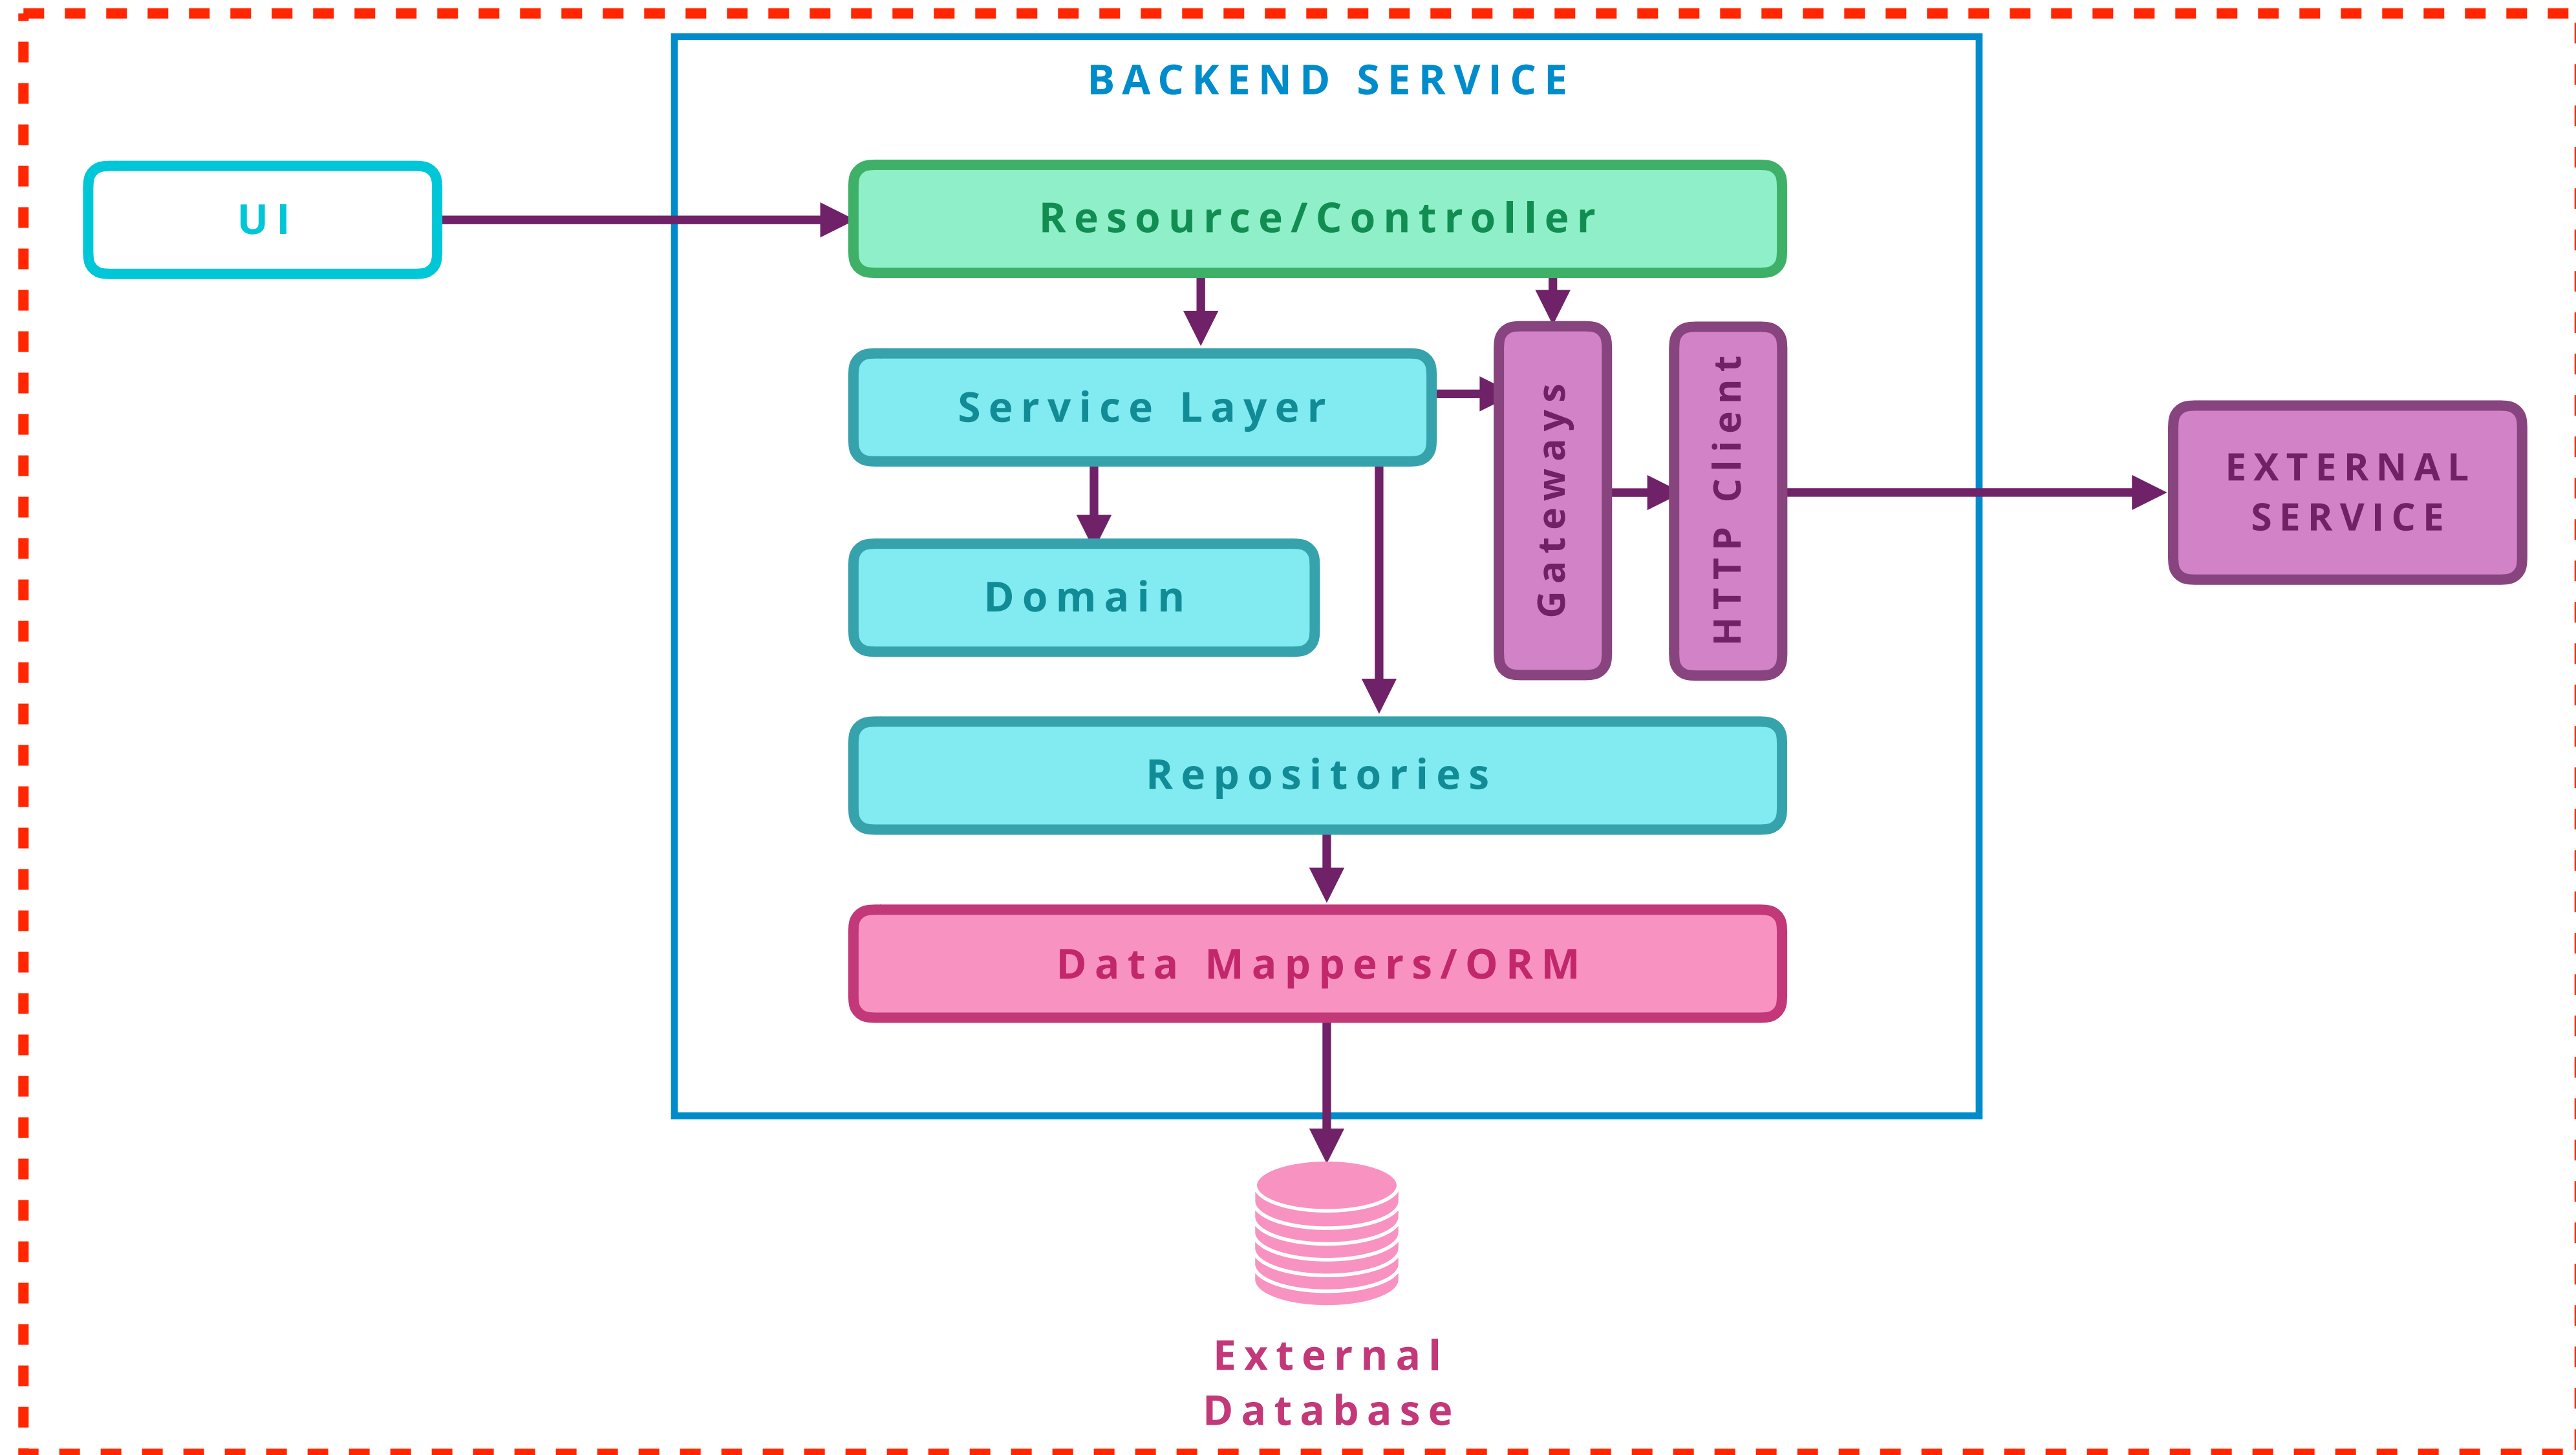 BACKEND SERVICE
UI
Resource/Controller
Service Layer
Gateways
HTTP Client
EXTERNAL
SERVICE
Domain
Repositories
Data Mappers/ORM
External
Database